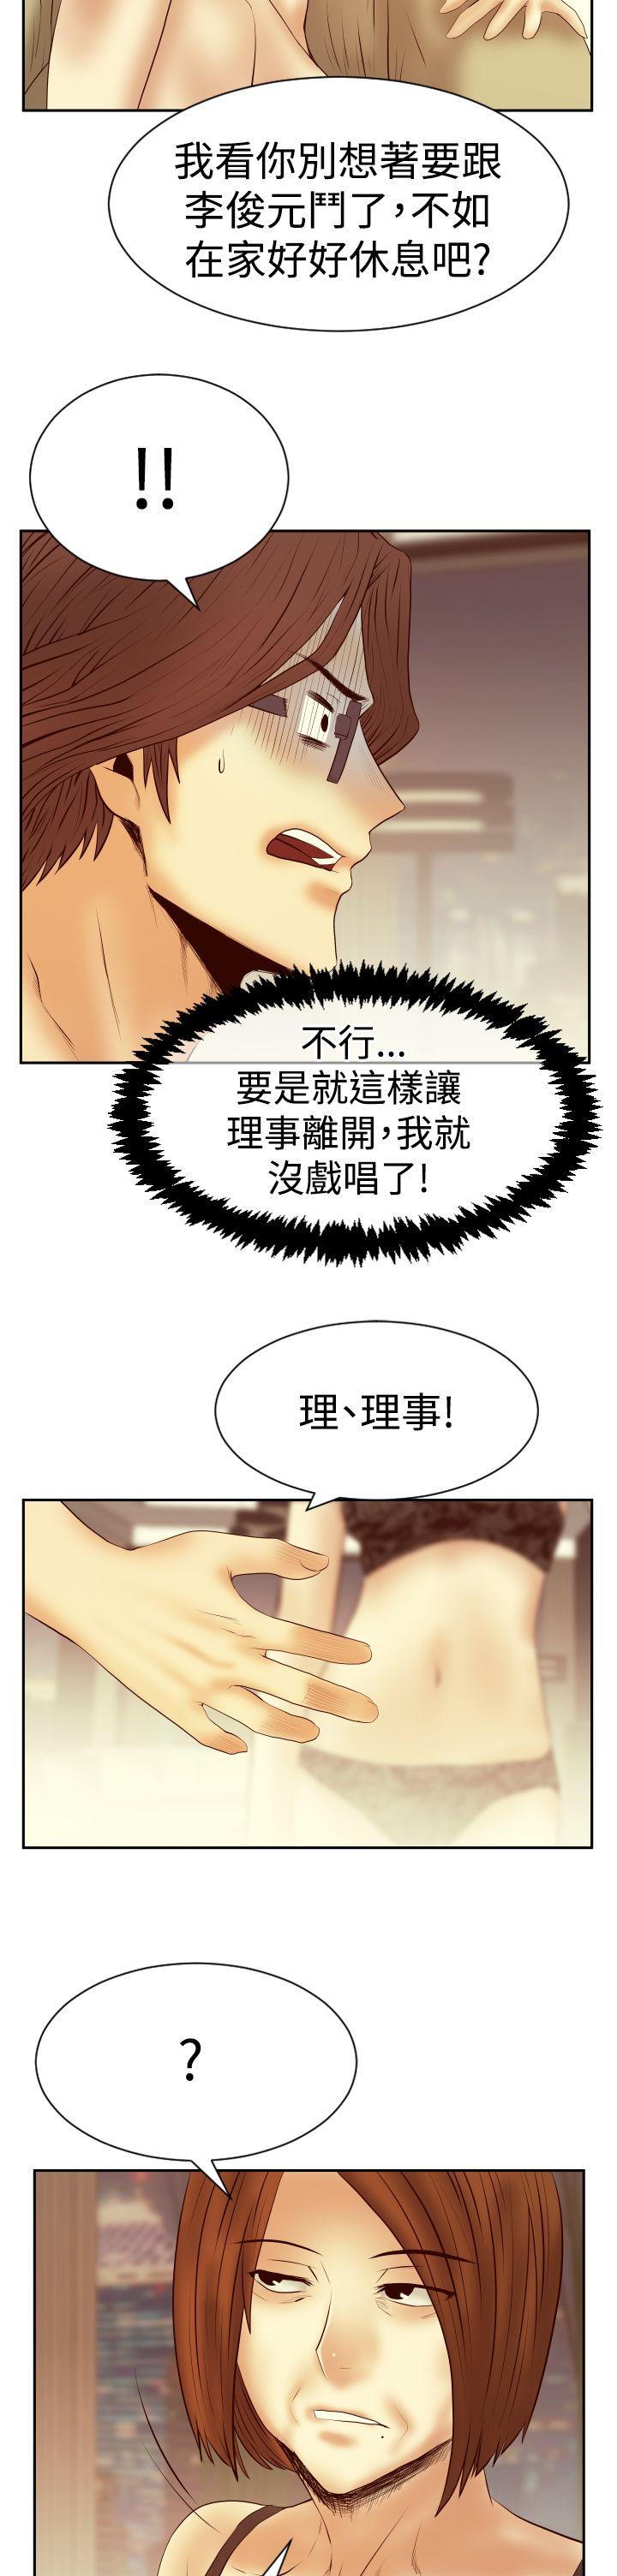 我看你別想著要跟
李俊元鬥了，不如
在家好好休息吧？
！！
不行…
要是就這樣讓
理事離開，我就
沒戲唱了！
理、理事！
？